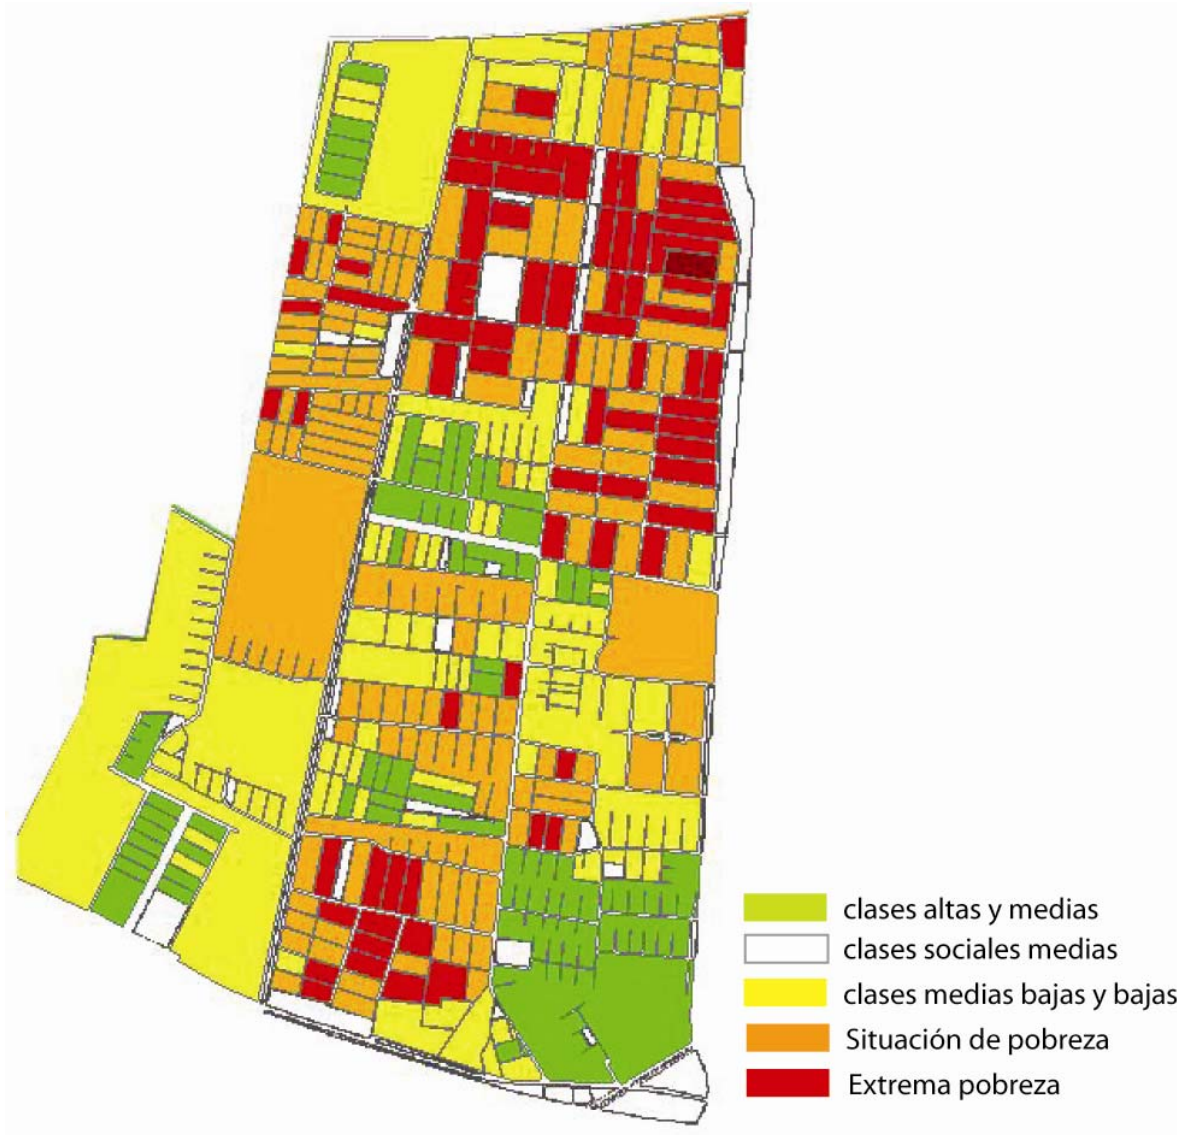 clases altas y medias
clases sociales medias
clases medias bajas y bajas
Situación de pobreza
Extrema pobreza